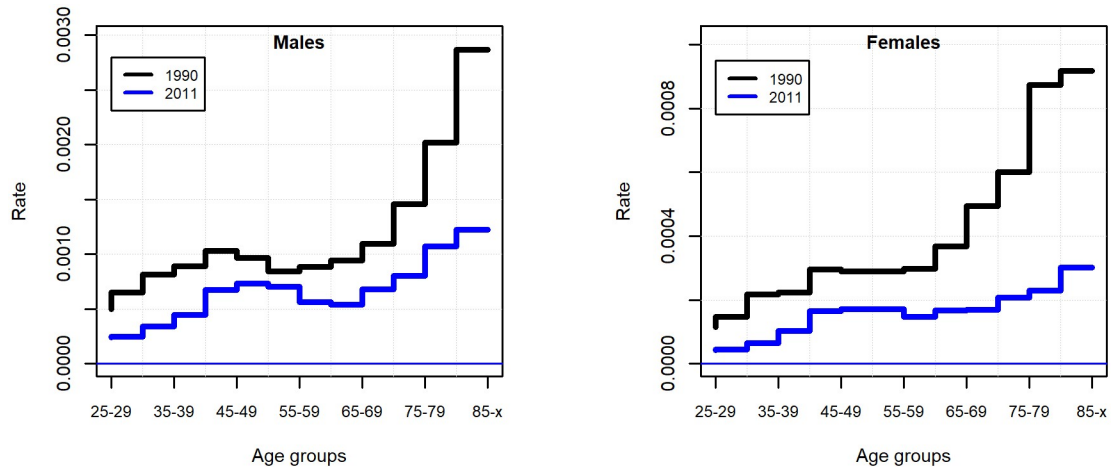 Males
1990
2011
Rate
0.0030
0.0020
0.0010
0.0000
25-29 35-39 45-49 55-59 65-69 75-79 85-x
Age groups
Females
1990
2011
Rate
0.0008
0.0004
0.0000
25-29 35-39 45-49 55-59 65-69 75-79 85-x
Age groups